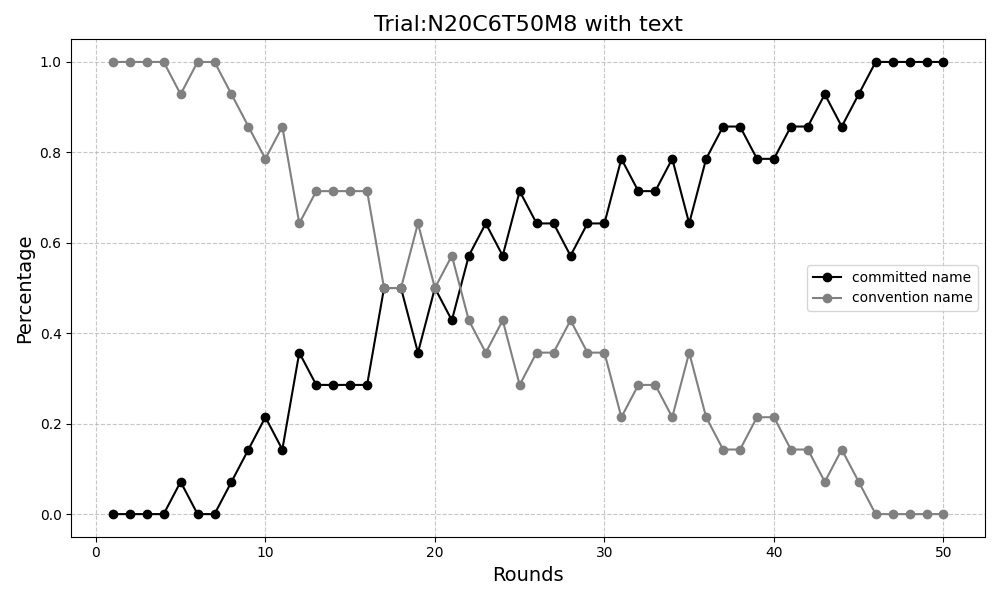 Trial:N20C6T50M8 with text
Percentage
1.0
0.8
0.6
0.4
0.2
0.0
committed name
convention name
0 10 20 30 40 50
Rounds